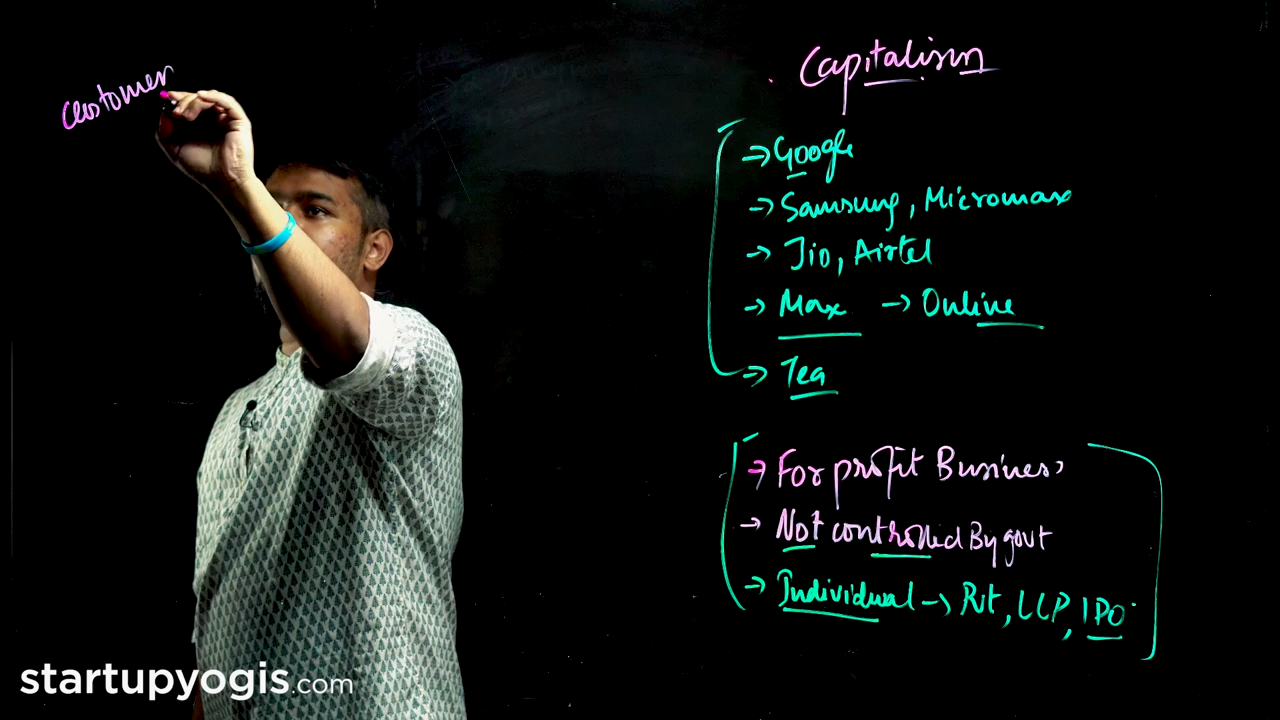 Customer
Capitalism
→ Google
→ Samsung, Micromax
→ Jio, Airtel
→ Max → Online
→ Tea
→ For profit Business
→ Not controlled By govt
→ Individual → Pvt, LLP, IPO
startupyogis.com